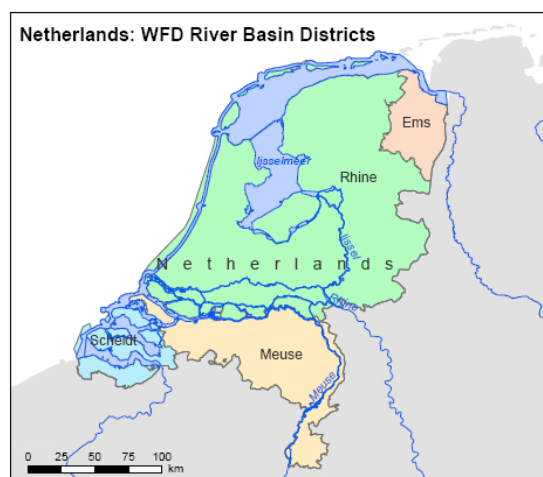 Netherlands: WFD River Basin Districts
Ems
Ijsselmeer
Rhine
Ijssel
Netherlands
Rhine
Scheldt
Meuse
Meuse
0 25 50 75 100
km